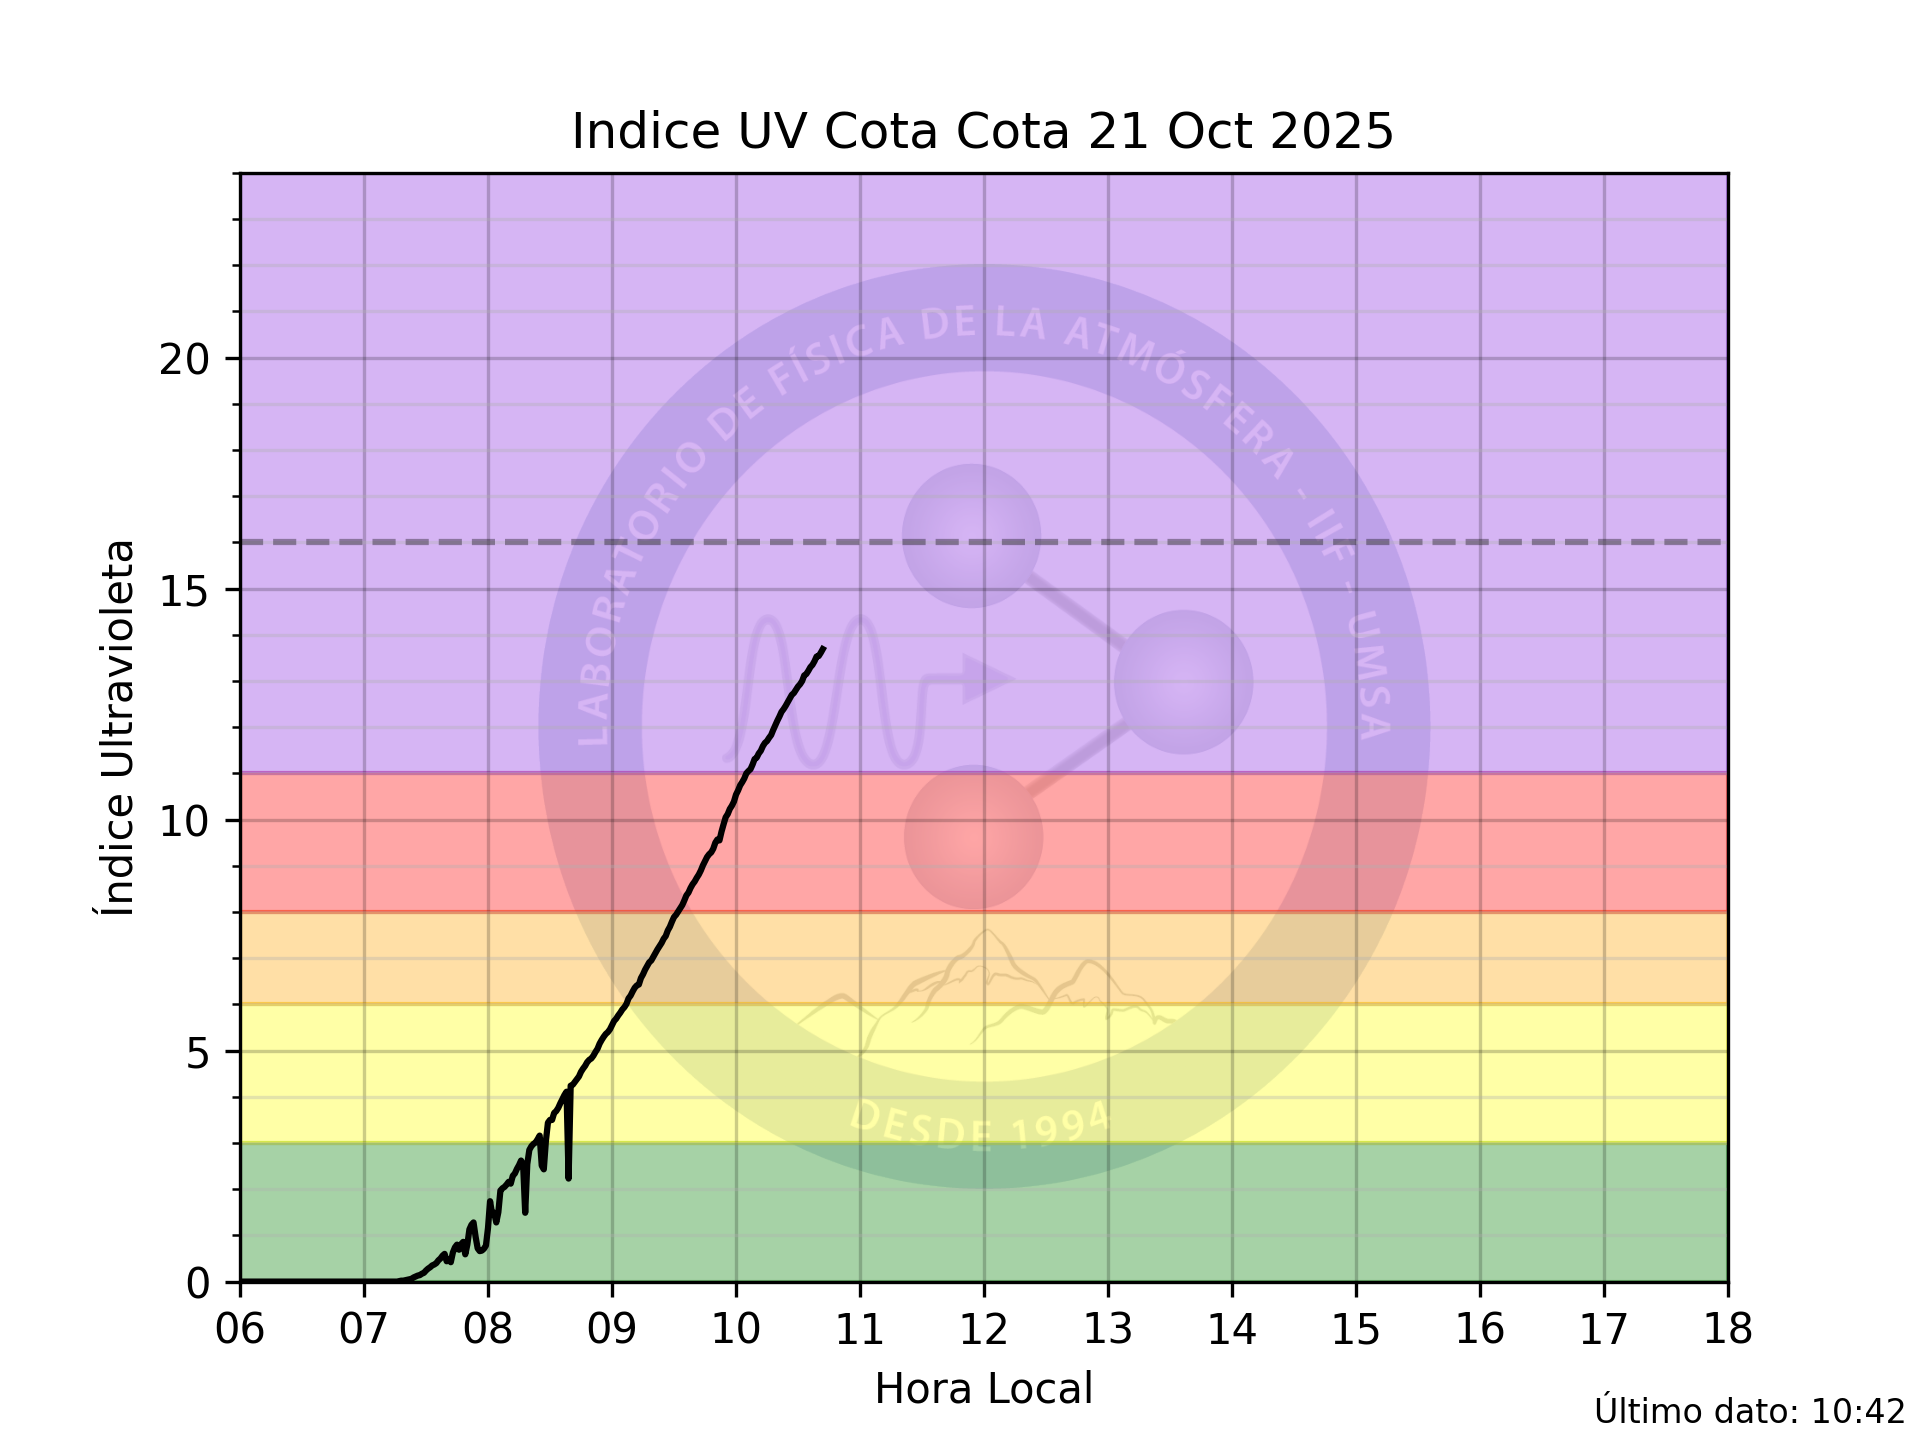 Indice UV Cota Cota 21 Oct 2025
Índice Ultravioleta
20
15
10
5
0
LABORATORIO DE FÍSICA DE LA ATMÓSFERA - IIF - UMSA
DESDE 1994
06 07 08 09 10 11 12 13 14 15 16 17 18
Hora Local
Último dato: 10:42